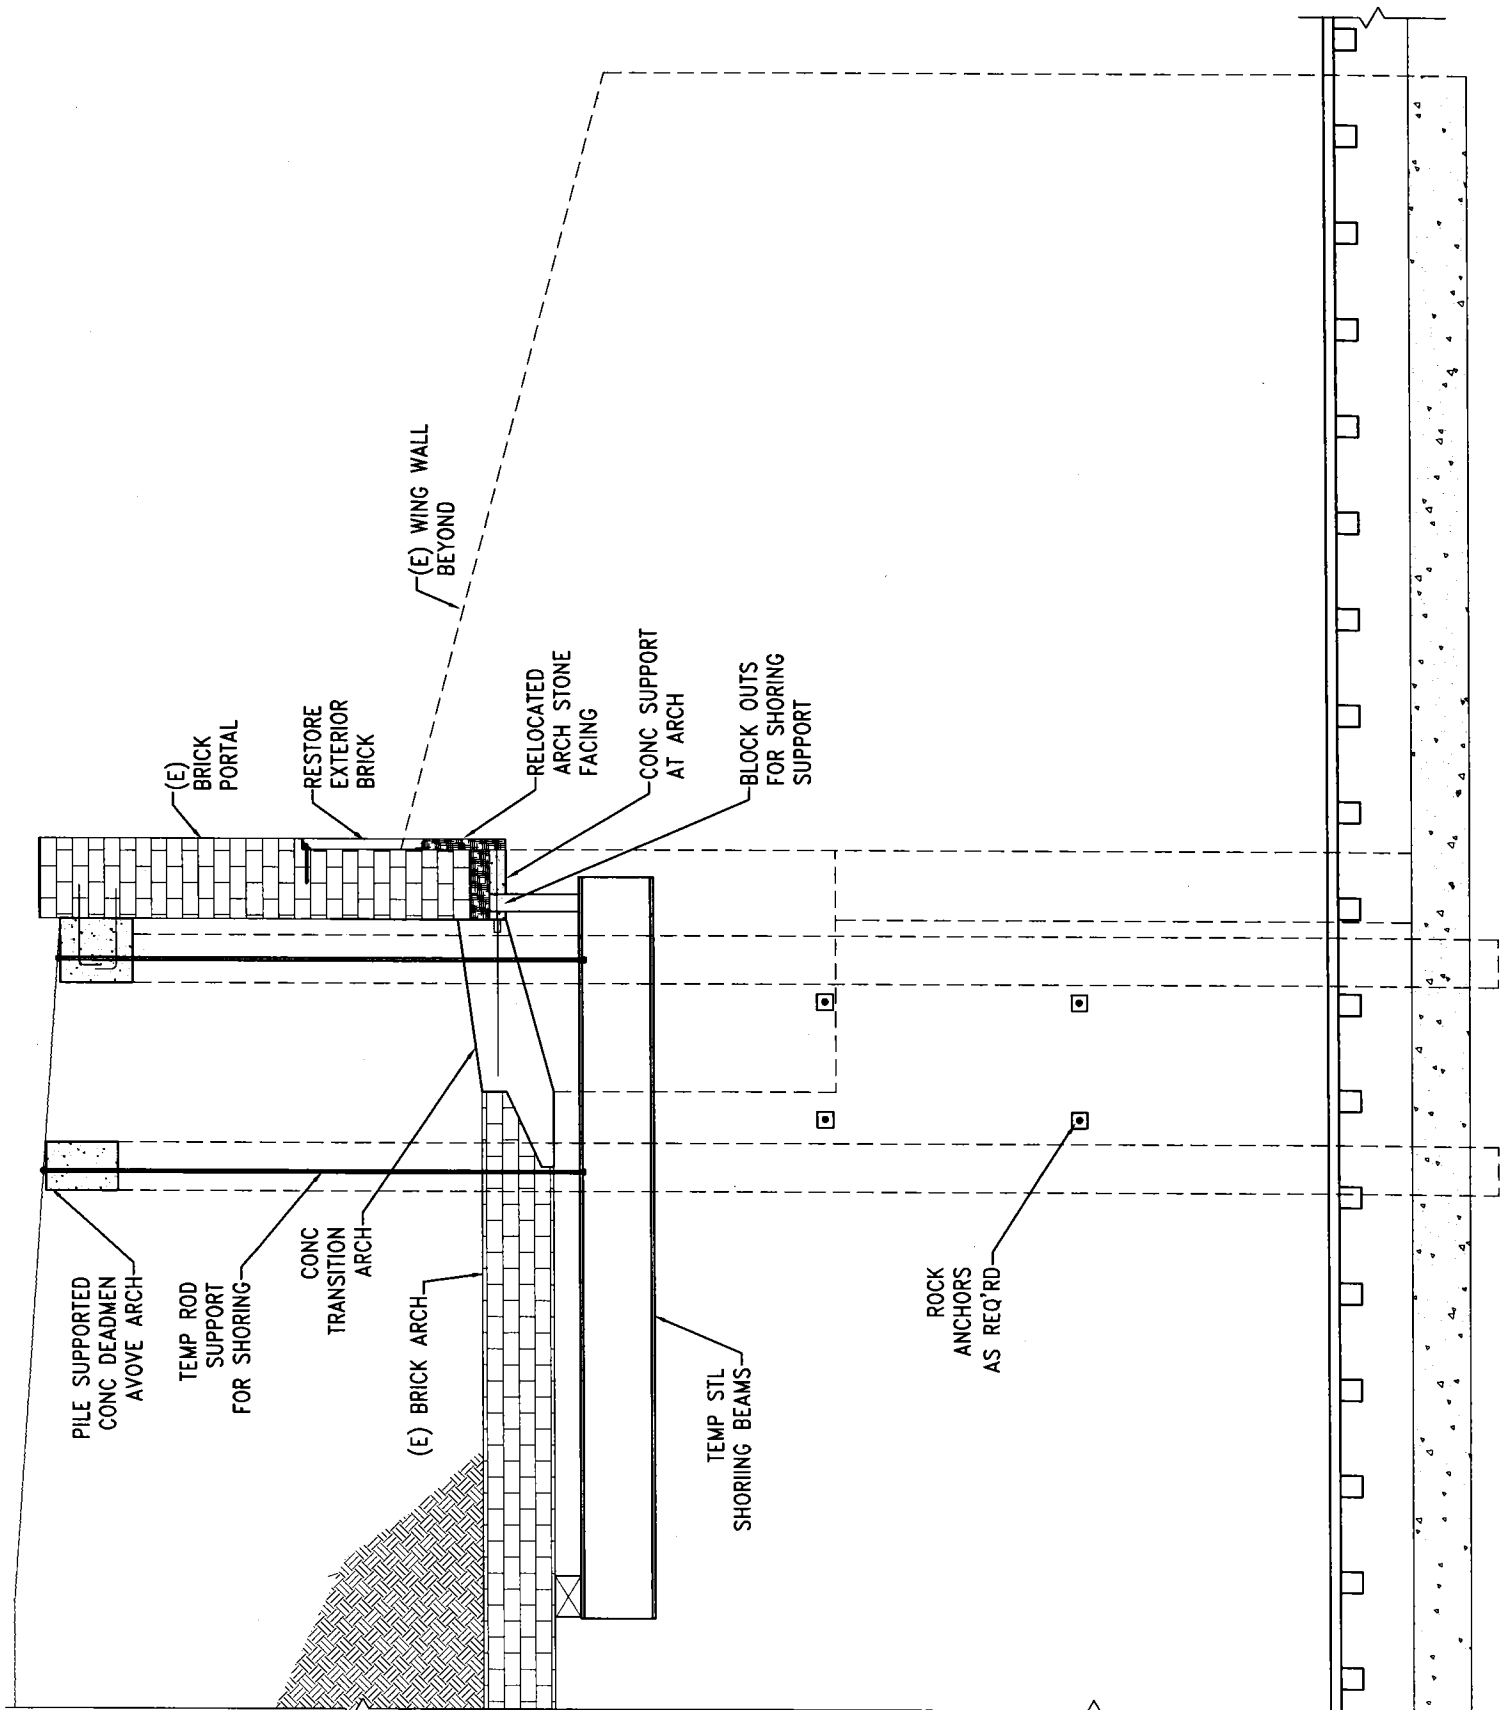 PILE SUPPORTED
CONC DEADMEN
AVOVE ARCH
TEMP ROD
SUPPORT
FOR SHORING
CONC
TRANSITION
ARCH
(E) BRICK ARCH
TEMP STL
SHORIING BEAMS
ROCK
ANCHORS
AS REQ'RD
(E)
BRICK
PORTAL
RESTORE
EXTERIOR
BRICK
(E) WING WALL
BEYOND
RELOCATED
ARCH STONE
FACING
CONC SUPPORT
AT ARCH
BLOCK OUTS
FOR SHORING
SUPPORT